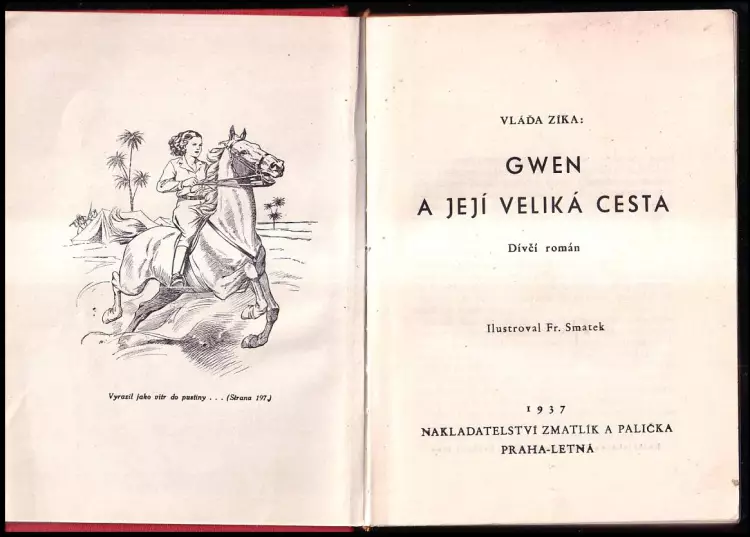 Vyrazil jako vítr do pustiny . . . (Strana 197.)
VLÁĎA ZÍKA:
GWEN
A JEJÍ VELIKÁ CESTA
Dívčí román
Ilustroval Fr. Smatek
1937
NAKLADATELSTVÍ ZMATLÍK A PALIČKA
PRAHA-LETNÁ